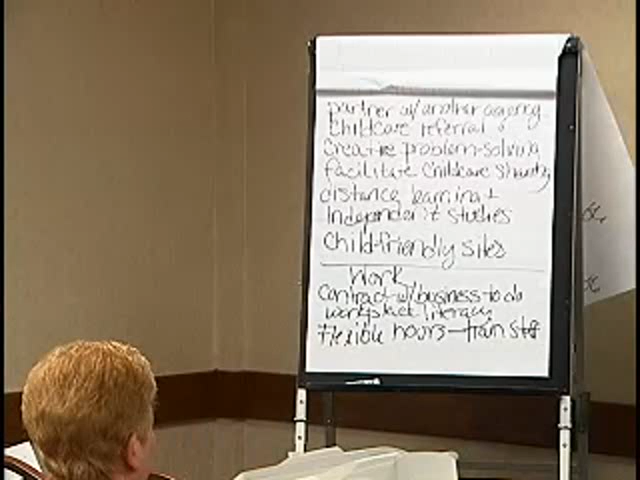 partner w/another agency
childcare referral
creative problem-solving
facilitate childcare sharing
distance learning +
Independent studies
child-friendly sites
Work
contract w/business to do
workplace literacy
flexible hours - train